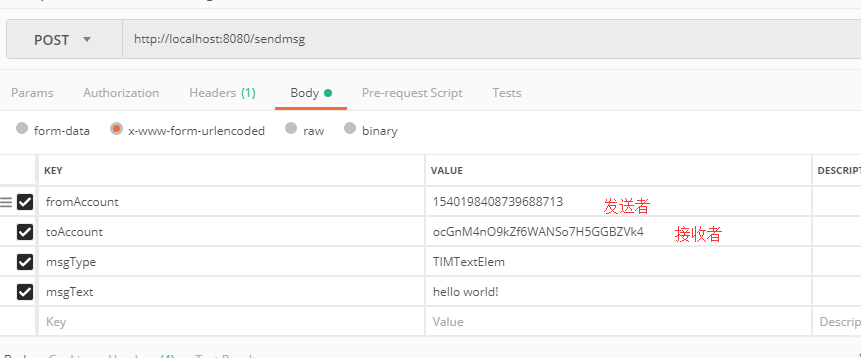 POST http://localhost:8080/sendmsg
Params Authorization Headers (1) Body Pre-request Script Tests
form-data x-www-form-urlencoded raw binary
KEY VALUE DESCRIPT
fromAccount 1540198408739688713 发送者
toAccount ocGnM4nO9kZf6WANSo7H5GGBZVk4 接收者
msgType TIMTextElem
msgText hello world!
Key Value Descrip